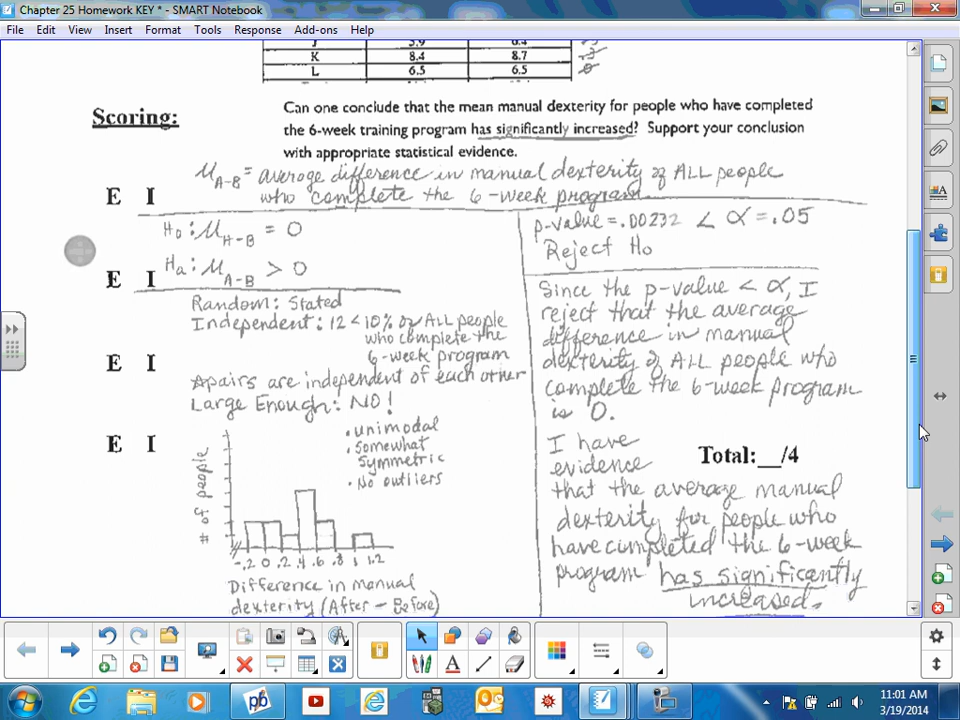 Chapter 25 Homework KEY * - SMART Notebook
File Edit View Insert Format Tools Response Add-ons Help
J 5.9 6.4
K 8.4 8.7
L 6.5 6.5
Scoring:
Can one conclude that the mean manual dexterity for people who have completed
the 6-week training program has significantly increased? Support your conclusion
with appropriate statistical evidence.
μA-B = average difference in manual dexterity of ALL people
who complete the 6-week program.
E I
H0: μA-B = 0
E I
Ha: μA-B > 0
Random: Stated
Independent: 12 < 10% of ALL people
who complete the
6-week program
E I
pairs are independent of each other
Large Enough: NO!
E I
• unimodal
• Somewhat
symmetric
• No outliers
# of people
-.2 0 .2 .4 .6 .8 1 1.2
Difference in manual
dexterity (After - Before)
p-value = .00232 < α = .05
Reject Ho
Since the p-value < α, I
reject that the average
difference in manual
dexterity of ALL people who
complete the 6-week program
is 0.
I have
evidence
Total:__/4
that the average manual
dexterity for people who
have completed the 6-week
program has significantly
increased.
11:01 AM
3/19/2014